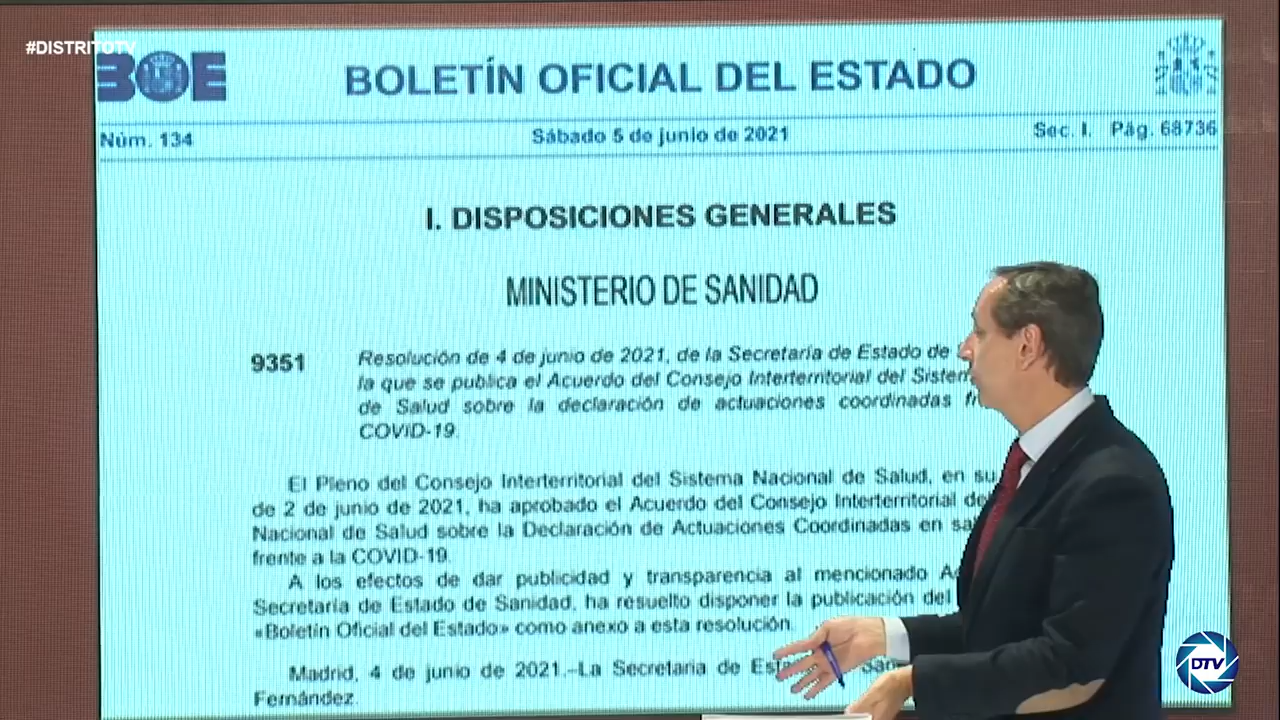 #DISTRITOTV
BOE
BOLETÍN OFICIAL DEL ESTADO
Núm. 134
Sábado 5 de junio de 2021
Sec. I. Pág. 68736
I. DISPOSICIONES GENERALES
MINISTERIO DE SANIDAD
9351
Resolución de 4 de junio de 2021, de la Secretaría de Estado de
la que se publica el Acuerdo del Consejo Interterritorial del
de Salud sobre la declaración de actuaciones coordinadas
COVID-19.
El Pleno del Consejo Interterritorial del Sistema Nacional de Salud, en su
de 2 de junio de 2021, ha aprobado el Acuerdo del Consejo Interterritorial
Nacional de Salud sobre la Declaración de Actuaciones Coordinadas en
frente a la COVID-19.
A los efectos de dar publicidad y transparencia al mencionado
Secretaría de Estado de Sanidad, ha resuelto disponer la publicación del
«Boletín Oficial del Estado» como anexo a esta resolución.
Madrid, 4 de junio de 2021.–La Secretaria de
Fernández.
DTV